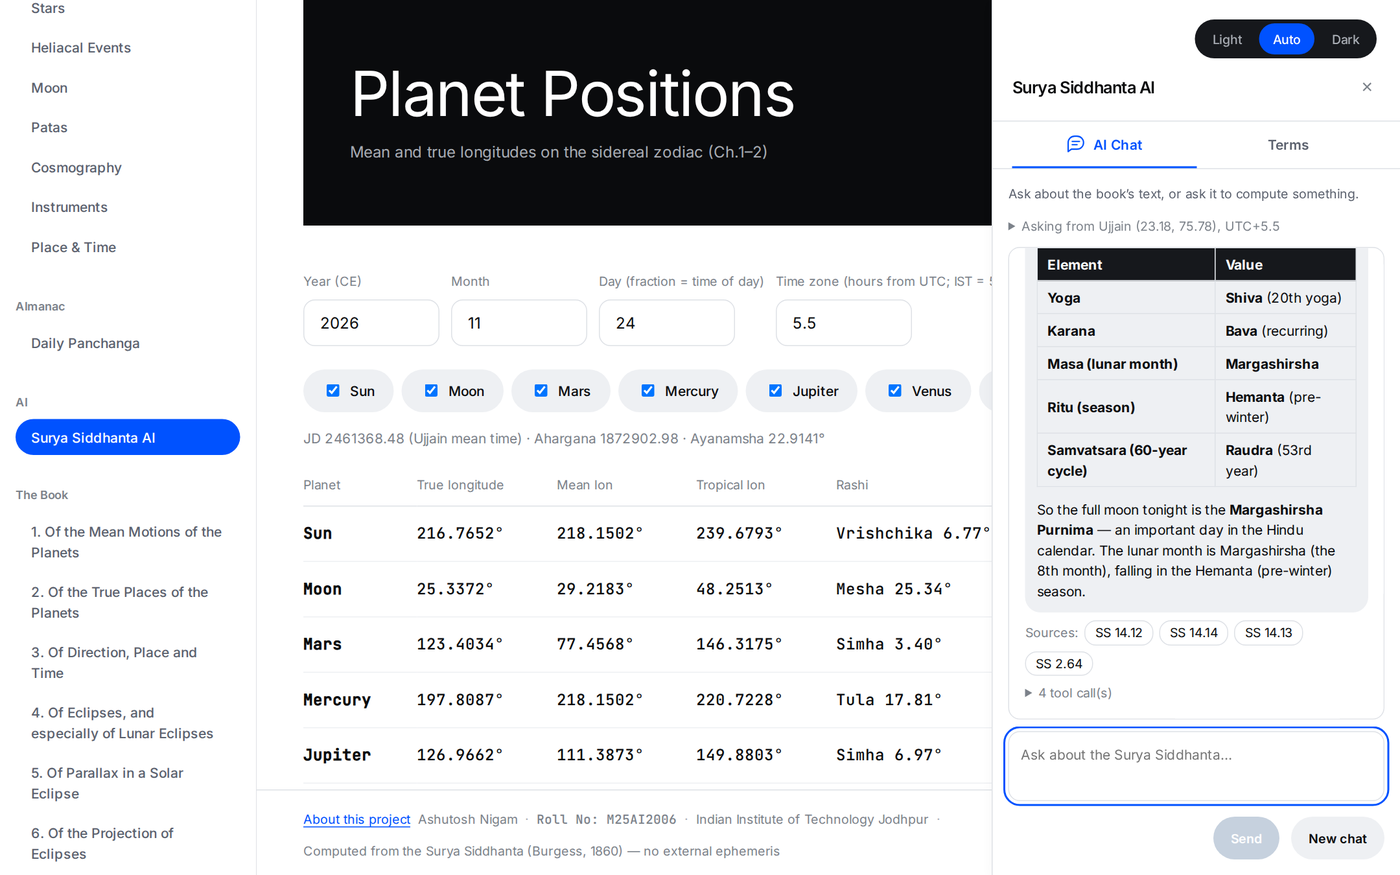 Stars
Heliacal Events
Moon
Patas
Cosmography
Instruments
Place & Time
Almanac
Daily Panchanga
AI
Surya Siddhanta AI
The Book
1. Of the Mean Motions of the
Planets
2. Of the True Places of the
Planets
3. Of Direction, Place and
Time
4. Of Eclipses, and
especially of Lunar Eclipses
5. Of Parallax in a Solar
Eclipse
6. Of the Projection of
Eclipses
Planet Positions
Mean and true longitudes on the sidereal zodiac (Ch.1–2)
Year (CE) Month Day (fraction = time of day) Time zone (hours from UTC; IST =
2026 11 24 5.5
Sun Moon Mars Mercury Jupiter Venus
JD 2461368.48 (Ujjain mean time) · Ahargana 1872902.98 · Ayanamsha 22.9141°
Planet True longitude Mean lon Tropical lon Rashi
Sun 216.7652° 218.1502° 239.6793° Vrishchika 6.77°
Moon 25.3372° 29.2183° 48.2513° Mesha 25.34°
Mars 123.4034° 77.4568° 146.3175° Simha 3.40°
Mercury 197.8087° 218.1502° 220.7228° Tula 17.81°
Jupiter 126.9662° 111.3873° 149.8803° Simha 6.97°
About this project Ashutosh Nigam · Roll No: M25AI2006 · Indian Institute of Technology Jodhpur ·
Computed from the Surya Siddhanta (Burgess, 1860) — no external ephemeris
Light Auto Dark
Surya Siddhanta AI ×
AI Chat Terms
Ask about the book's text, or ask it to compute something.
Asking from Ujjain (23.18, 75.78), UTC+5.5
Element Value
Yoga Shiva (20th yoga)
Karana Bava (recurring)
Masa (lunar month) Margashirsha
Ritu (season) Hemanta (pre-
winter)
Samvatsara (60-year Raudra (53rd
cycle) year)
So the full moon tonight is the Margashirsha
Purnima — an important day in the Hindu
calendar. The lunar month is Margashirsha (the
8th month), falling in the Hemanta (pre-winter)
season.
Sources: SS 14.12 SS 14.14 SS 14.13
SS 2.64
4 tool call(s)
Ask about the Surya Siddhanta...
Send New chat